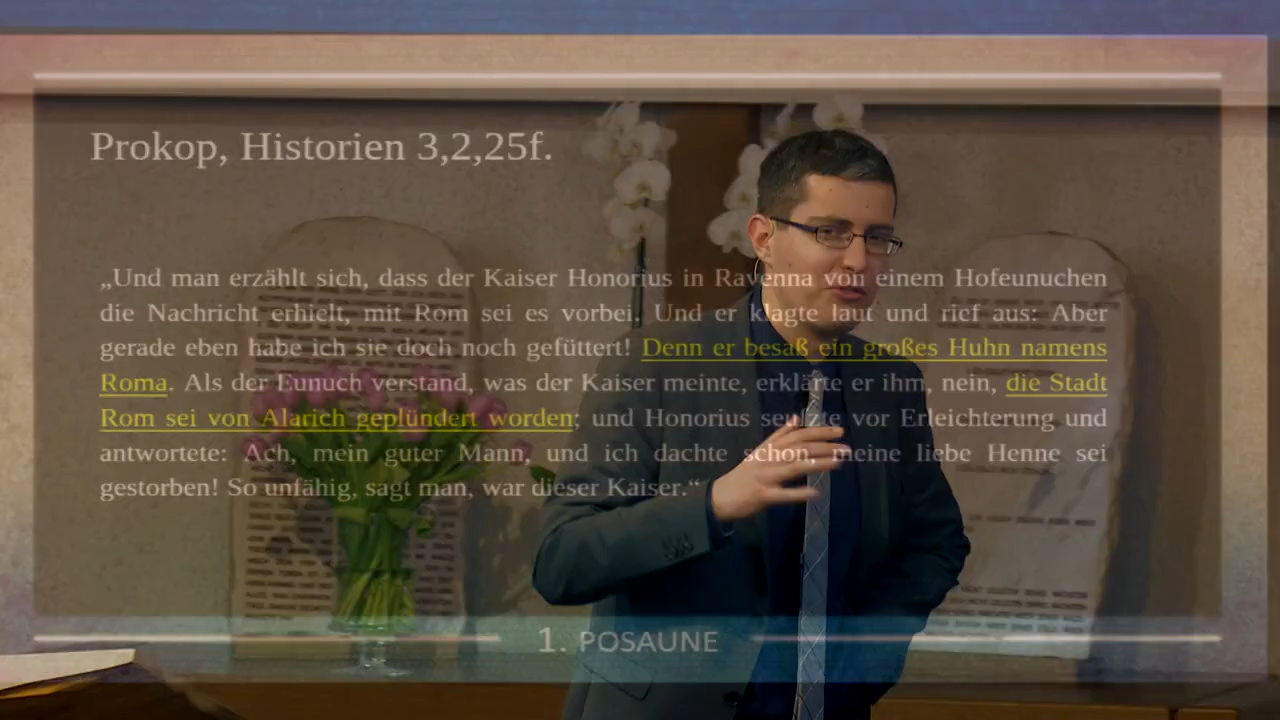 Prokop, Historien 3,2,25f.
„Und man erzählt sich, dass der Kaiser Honorius in Ravenna von einem Hofeunuchen
die Nachricht erhielt, mit Rom sei es vorbei. Und er klagte laut und rief aus: Aber
gerade eben habe ich sie doch noch gefüttert! Denn er besaß ein großes Huhn namens
Roma. Als der Eunuch verstand, was der Kaiser meinte, erklärte er ihm, nein, die Stadt
Rom sei von Alarich geplündert worden; und Honorius seufzte vor Erleichterung und
antwortete: Ach, mein guter Mann, und ich dachte schon, meine liebe Henne sei
gestorben! So unfähig, sagt man, war dieser Kaiser.“
1. POSAUNE